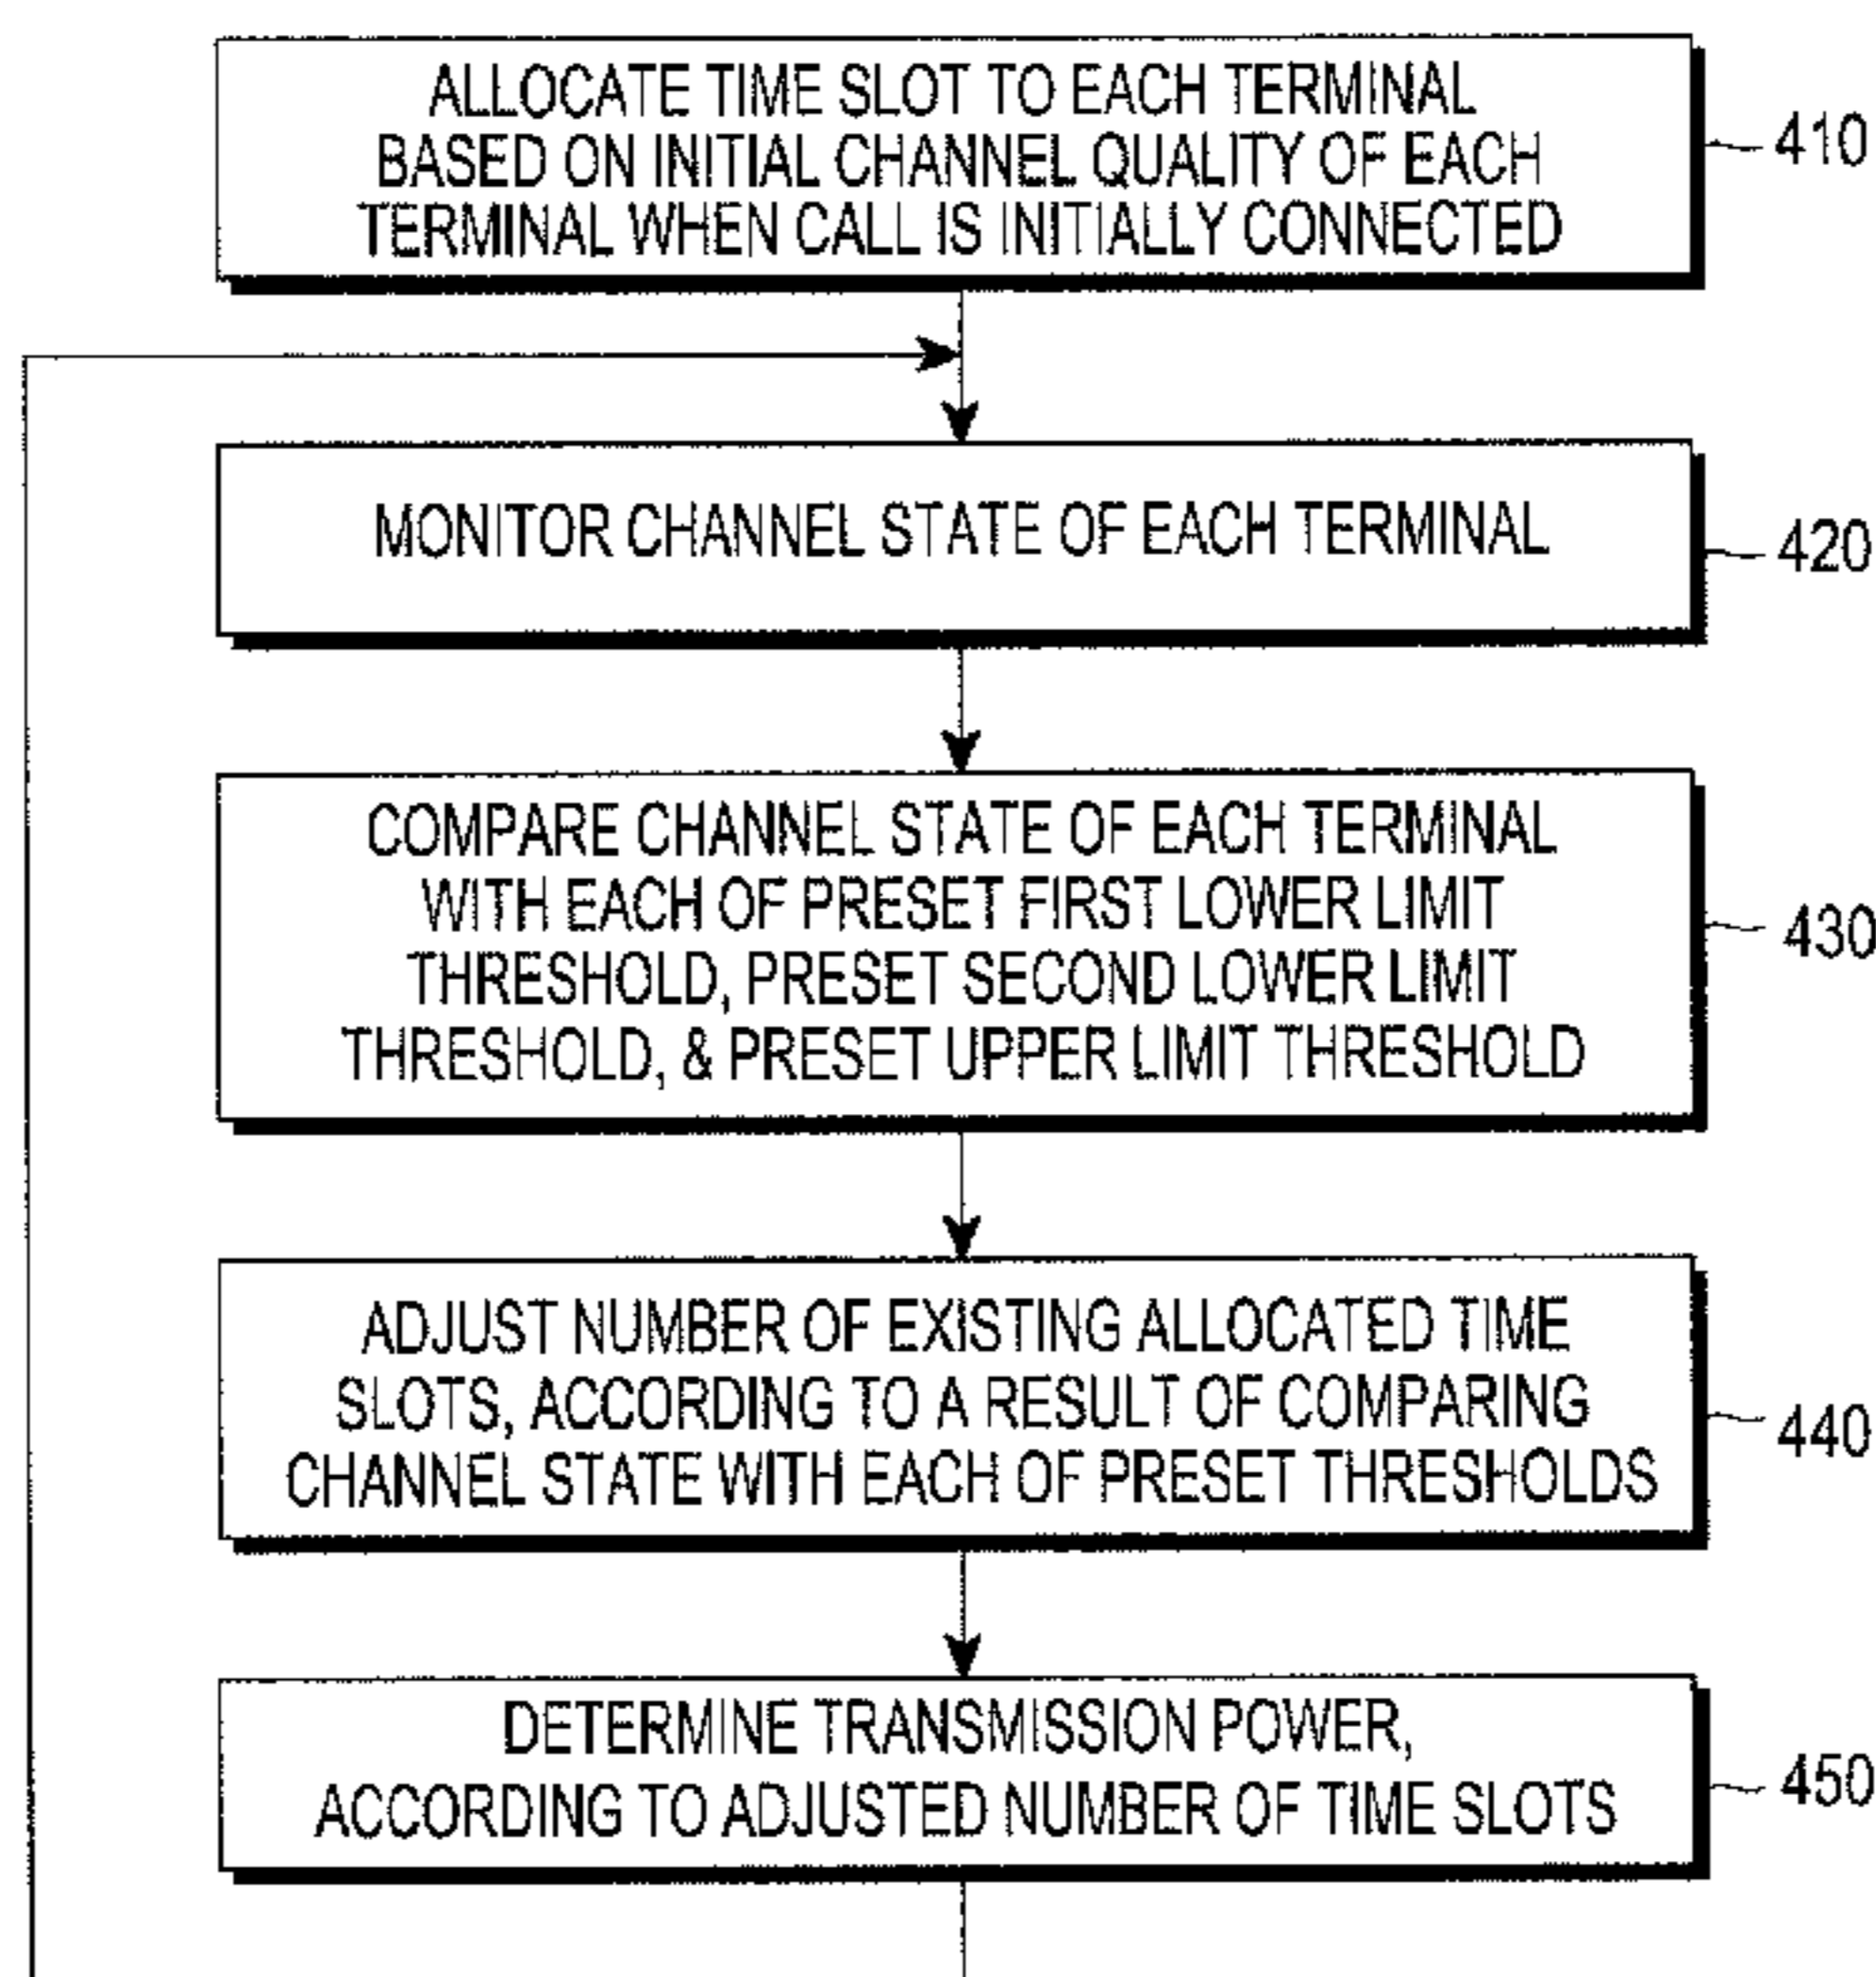 ALLOCATE TIME SLOT TO EACH TERMINAL
BASED ON INITIAL CHANNEL QUALITY OF EACH
TERMINAL WHEN CALL IS INITIALLY CONNECTED
410
MONITOR CHANNEL STATE OF EACH TERMINAL
420
COMPARE CHANNEL STATE OF EACH TERMINAL
WITH EACH OF PRESET FIRST LOWER LIMIT
THRESHOLD, PRESET SECOND LOWER LIMIT
THRESHOLD, & PRESET UPPER LIMIT THRESHOLD
430
ADJUST NUMBER OF EXISTING ALLOCATED TIME
SLOTS, ACCORDING TO A RESULT OF COMPARING
CHANNEL STATE WITH EACH OF PRESET THRESHOLDS
440
DETERMINE TRANSMISSION POWER,
ACCORDING TO ADJUSTED NUMBER OF TIME SLOTS
450